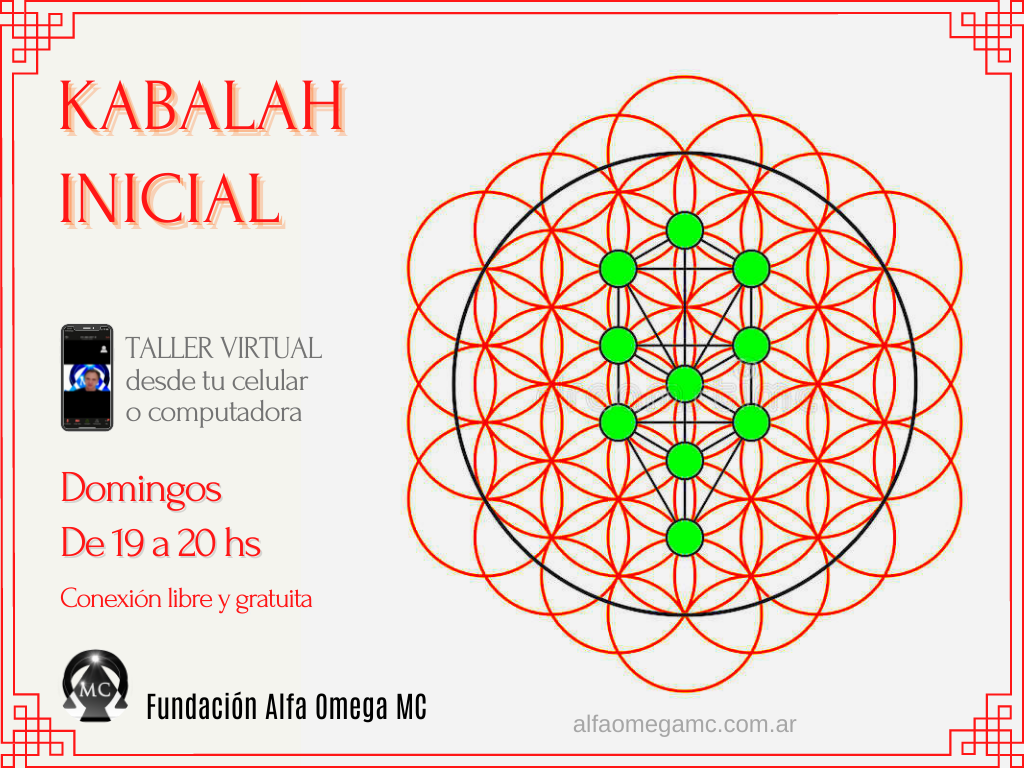 KABALAH
INICIAL
TALLER VIRTUAL
desde tu celular
o computadora
Domingos
De 19 a 20 hs
Conexión libre y gratuita
MC
Fundación Alfa Omega MC
alfaomegamc.com.ar